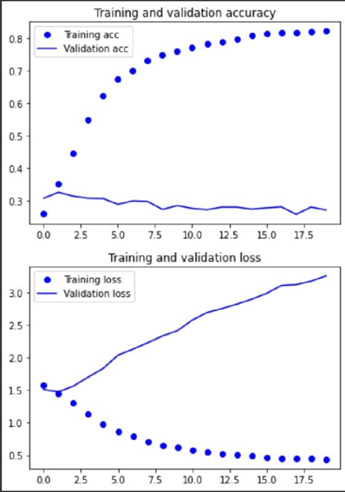 Training and validation accuracy
Training acc
Validation acc
0.8
0.7
0.6
0.5
0.4
0.3
0.0 2.5 5.0 7.5 10.0 12.5 15.0 17.5
Training and validation loss
Training loss
Validation loss
3.0
2.5
2.0
1.5
1.0
0.5
0.0 2.5 5.0 7.5 10.0 12.5 15.0 17.5